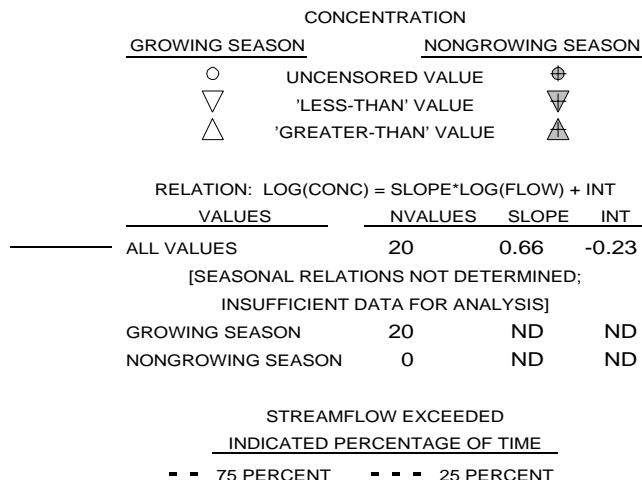 CONCENTRATION
GROWING SEASON NONGROWING SEASON
UNCENSORED VALUE
'LESS-THAN' VALUE
'GREATER-THAN' VALUE
RELATION: LOG(CONC) = SLOPE*LOG(FLOW) + INT
VALUES NVALUES SLOPE INT
ALL VALUES 20 0.66 -0.23
[SEASONAL RELATIONS NOT DETERMINED;
INSUFFICIENT DATA FOR ANALYSIS]
GROWING SEASON 20 ND ND
NONGROWING SEASON 0 ND ND
STREAMFLOW EXCEEDED
INDICATED PERCENTAGE OF TIME
75 PERCENT 25 PERCENT